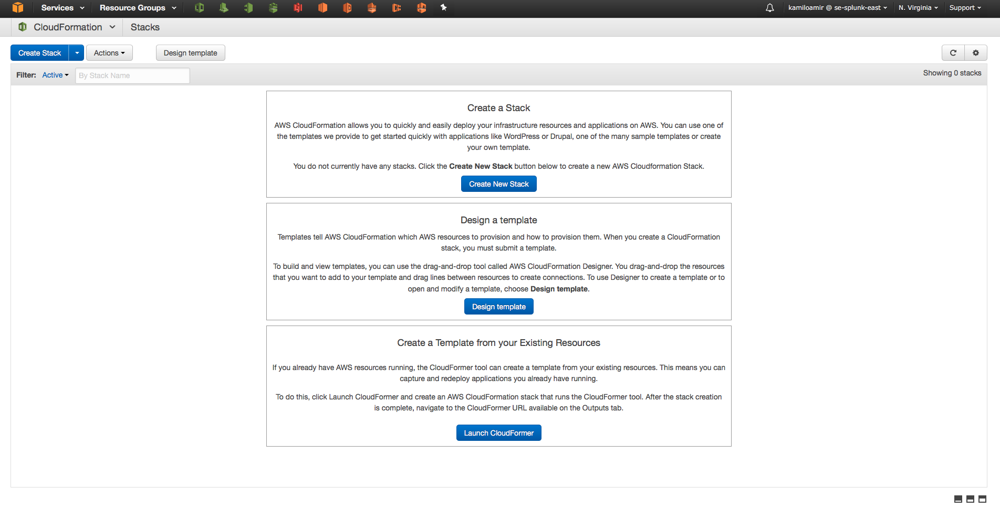 Services Resource Groups kamiloamir @ se-splunk-east N. Virginia Support
CloudFormation Stacks
Create Stack Actions Design template
Filter: Active By Stack Name Showing 0 stacks
Create a Stack
AWS CloudFormation allows you to quickly and easily deploy your infrastructure resources and applications on AWS. You can use one of
the templates we provide to get started quickly with applications like WordPress or Drupal, one of the many sample templates or create
your own template.
You do not currently have any stacks. Click the Create New Stack button below to create a new AWS Cloudformation Stack.
Create New Stack
Design a template
Templates tell AWS CloudFormation which AWS resources to provision and how to provision them. When you create a CloudFormation
stack, you must submit a template.
To build and view templates, you can use the drag-and-drop tool called AWS CloudFormation Designer. You drag-and-drop the resources
that you want to add to your template and drag lines between resources to create connections. To use Designer to create a template or to
open and modify a template, choose Design template.
Design template
Create a Template from your Existing Resources
If you already have AWS resources running, the CloudFormer tool can create a template from your existing resources. This means you can
capture and redeploy applications you already have running.
To do this, click Launch CloudFormer and create an AWS CloudFormation stack that runs the CloudFormer tool. After the stack creation
is complete, navigate to the CloudFormer URL available on the Outputs tab.
Launch CloudFormer